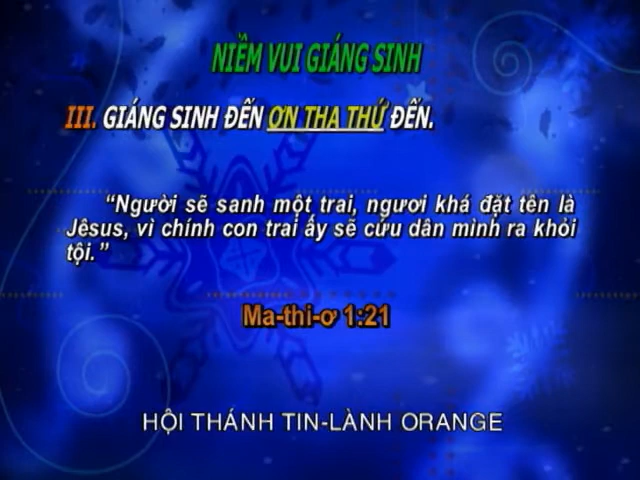 NIỀM VUI GIÁNG SINH
III. GIÁNG SINH ĐẾN ƠN THA THỨ ĐẾN.
“Người sẽ sanh một trai, ngươi khá đặt tên là
Jêsus, vì chính con trai ấy sẽ cứu dân mình ra khỏi
tội.”
Ma-thi-ơ 1:21
HỘI THÁNH TIN-LÀNH ORANGE